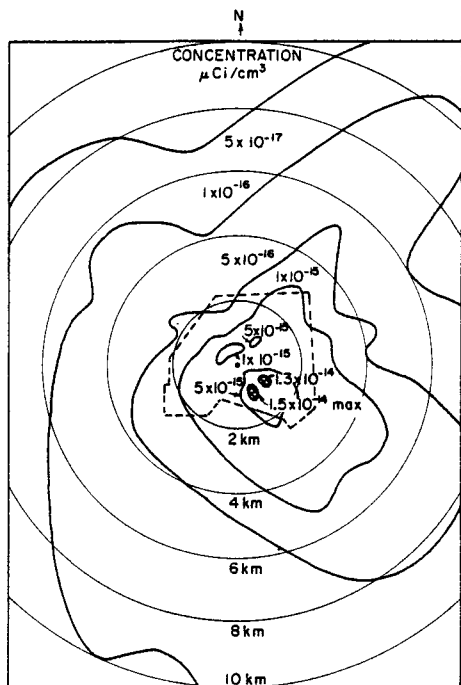 N
CONCENTRATION
μCi/cm³
5 x 10⁻¹⁷
1 x 10⁻¹⁶
5 x 10⁻¹⁶
1 x 10⁻¹⁵
5 x 10⁻¹⁵
1 x 10⁻¹⁵
5 x 10⁻¹⁵
1.3 x 10⁻¹⁴
1.5 x 10⁻¹⁴ max
2 km
4 km
6 km
8 km
10 km